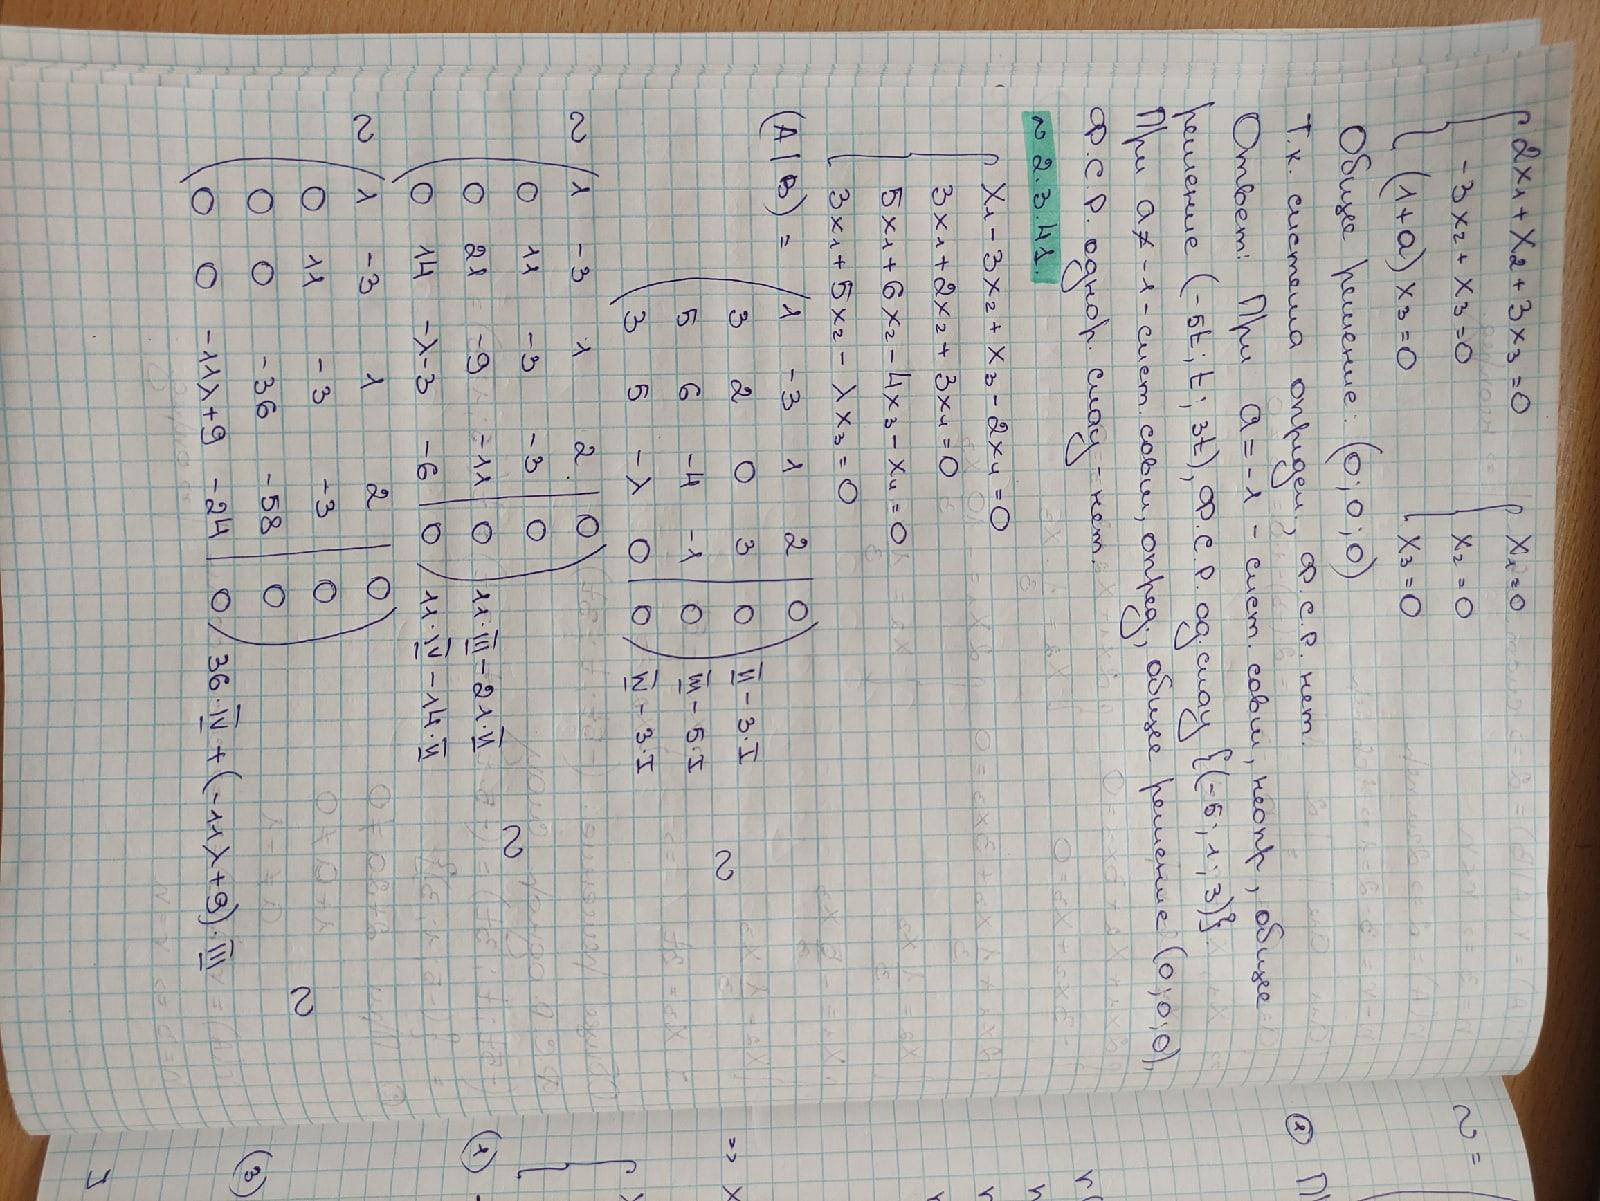 2x₁+x₂+3x₃=0     x₁=0
-3x₂+x₃=0     x₂=0
(1+a)x₃=0     x₃=0
Общее решение: (0;0;0)
Т.к. система определ, Ф.С.Р. нет.
Ответ: При a=-1 - сист. совм, неопр, общее
решение (-5t; t; 3t), Ф.С.Р. од. слау {(-5; 1; 3)}.
При a≠-1 - сист. совм, опред, общее решение (0;0;0),
Ф.С.Р. однор. слау - нет.
~ 2.3.41.
x₁-3x₂+x₃-2x₄=0
3x₁+2x₂+3x₄=0
5x₁+6x₂-4x₃-x₄=0
3x₁+5x₂-λx₃=0
(A|B) =
1 -3 1 2 | 0
3 2 0 3 | 0 II-3·I
5 6 -4 -1 | 0 III-5·I ~
3 5 -λ 0 | 0 IV-3·I
~ 1 -3 1 2 | 0
0 11 -3 -3 | 0
0 21 -9 -11 | 0 11·III-21·II ~
0 14 -λ-3 -6 | 0 11·IV-14·II
~ 1 -3 1 2 | 0
0 11 -3 -3 | 0
0 0 -36 -58 | 0 ~
0 0 -11λ+9 -24 | 0 36·IV+(-11λ+9)·III
~ =
①
»
①
③